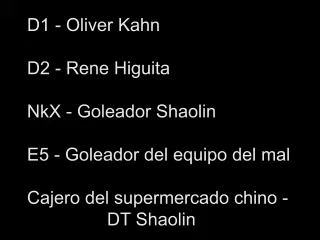 D1 - Oliver Kahn
D2 - Rene Higuita
NkX - Goleador Shaolin
E5 - Goleador del equipo del mal
Cajero del supermercado chino -
DT Shaolin